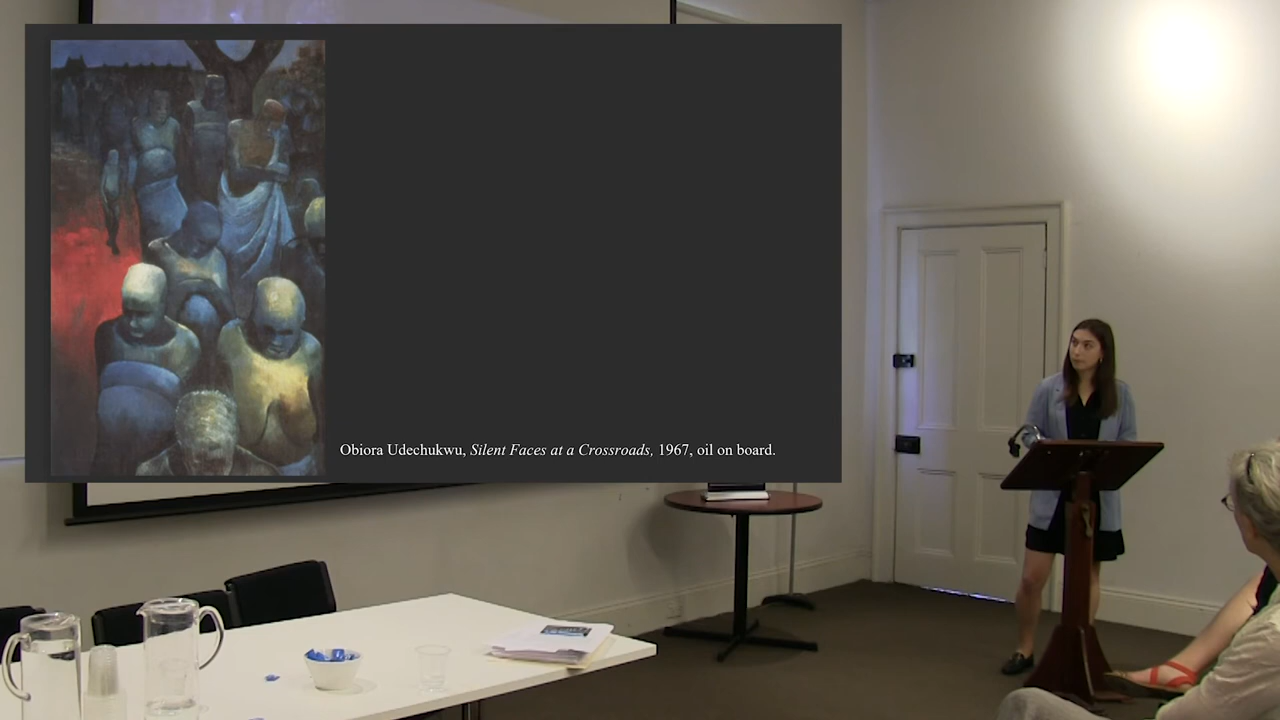 Obiora Udechukwu, Silent Faces at a Crossroads, 1967, oil on board.